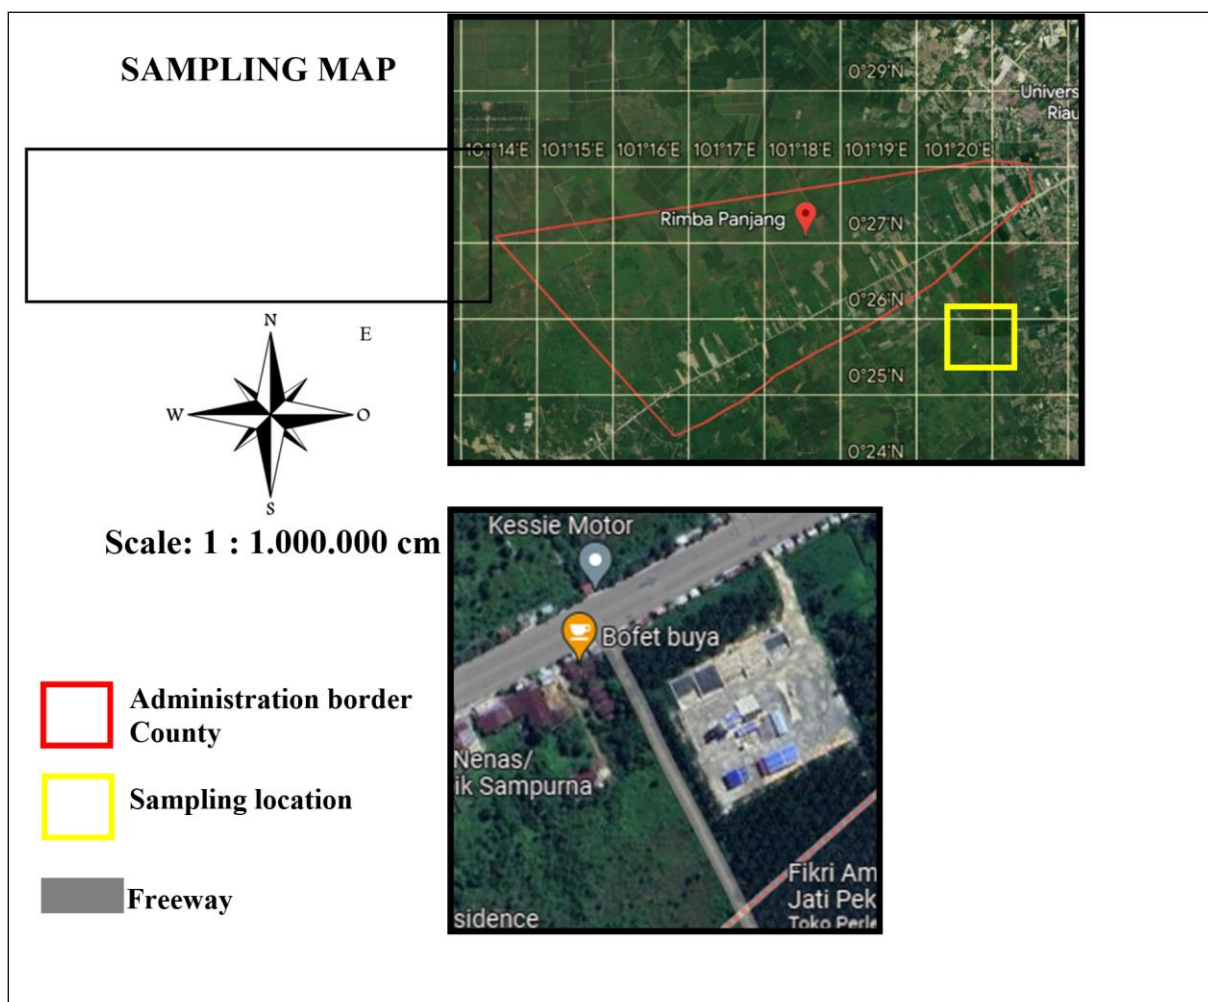 SAMPLING MAP
0°29'N
Univers
Riau
101°14'E 101°15'E 101°16'E 101°17'E 101°18'E 101°19'E 101°20'E
Rimba Panjang
0°27'N
0°26'N
0°25'N
0°24'N
N
E
W
O
S
Scale: 1 : 1.000.000 cm
Kessie Motor
Bofet buya
Nenas/
ik Sampurna
Fikri Am
Jati Pek
Toko Perle
sidence
Administration border
County
Sampling location
Freeway